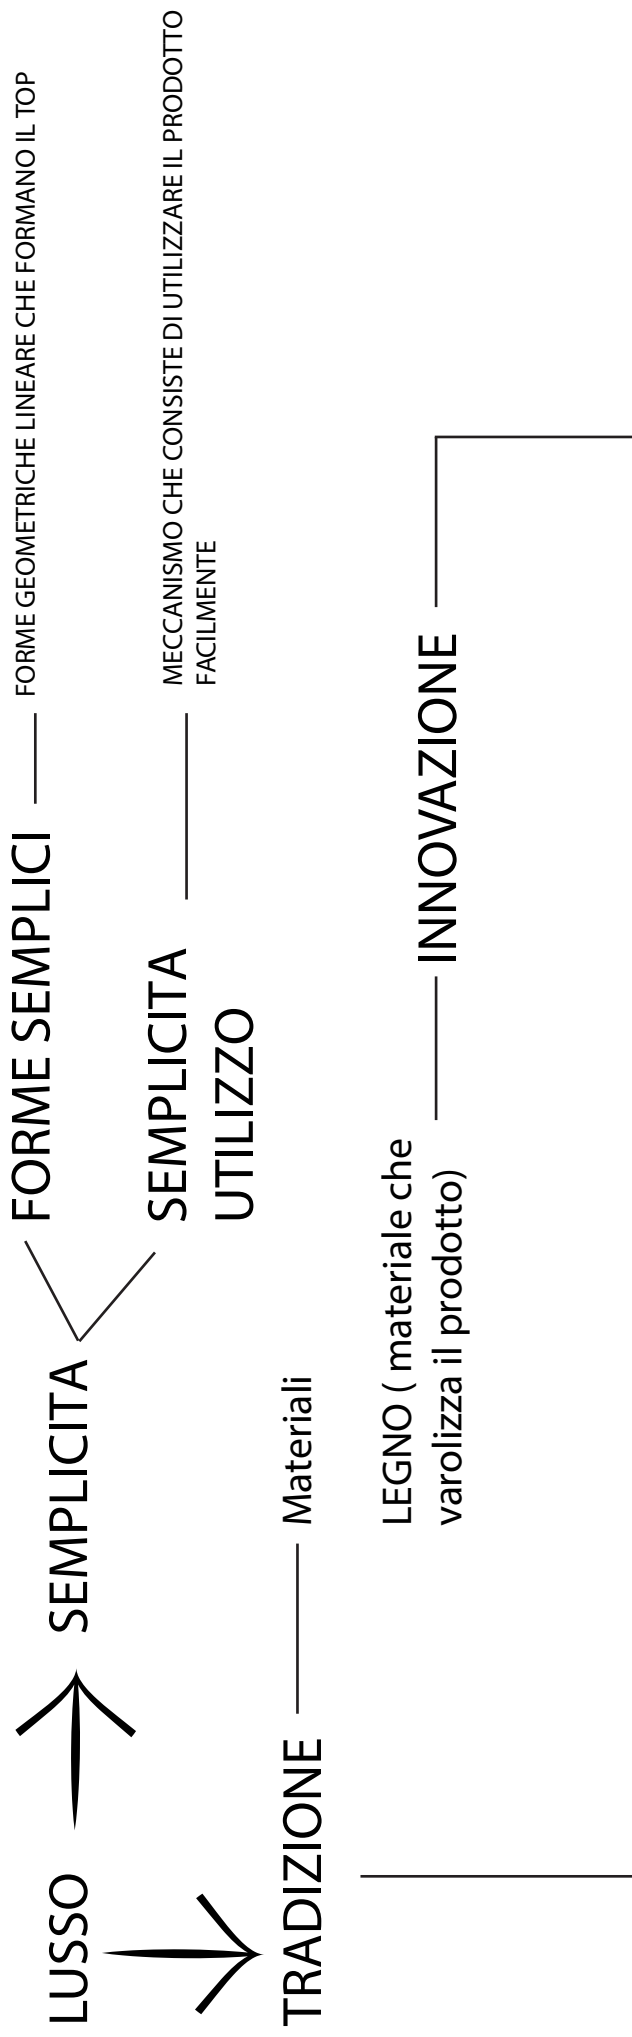 FORME SEMPLICI
FORME GEOMETRICHE LINEARE CHE FORMANO IL TOP
LUSSO
SEMPLICITA
SEMPLICITA
UTILIZZO
MECCANISMO CHE CONSISTE DI UTILIZZARE IL PRODOTTO
FACILMENTE
TRADIZIONE
Materiali
LEGNO ( materiale che
varolizza il prodotto)
INNOVAZIONE